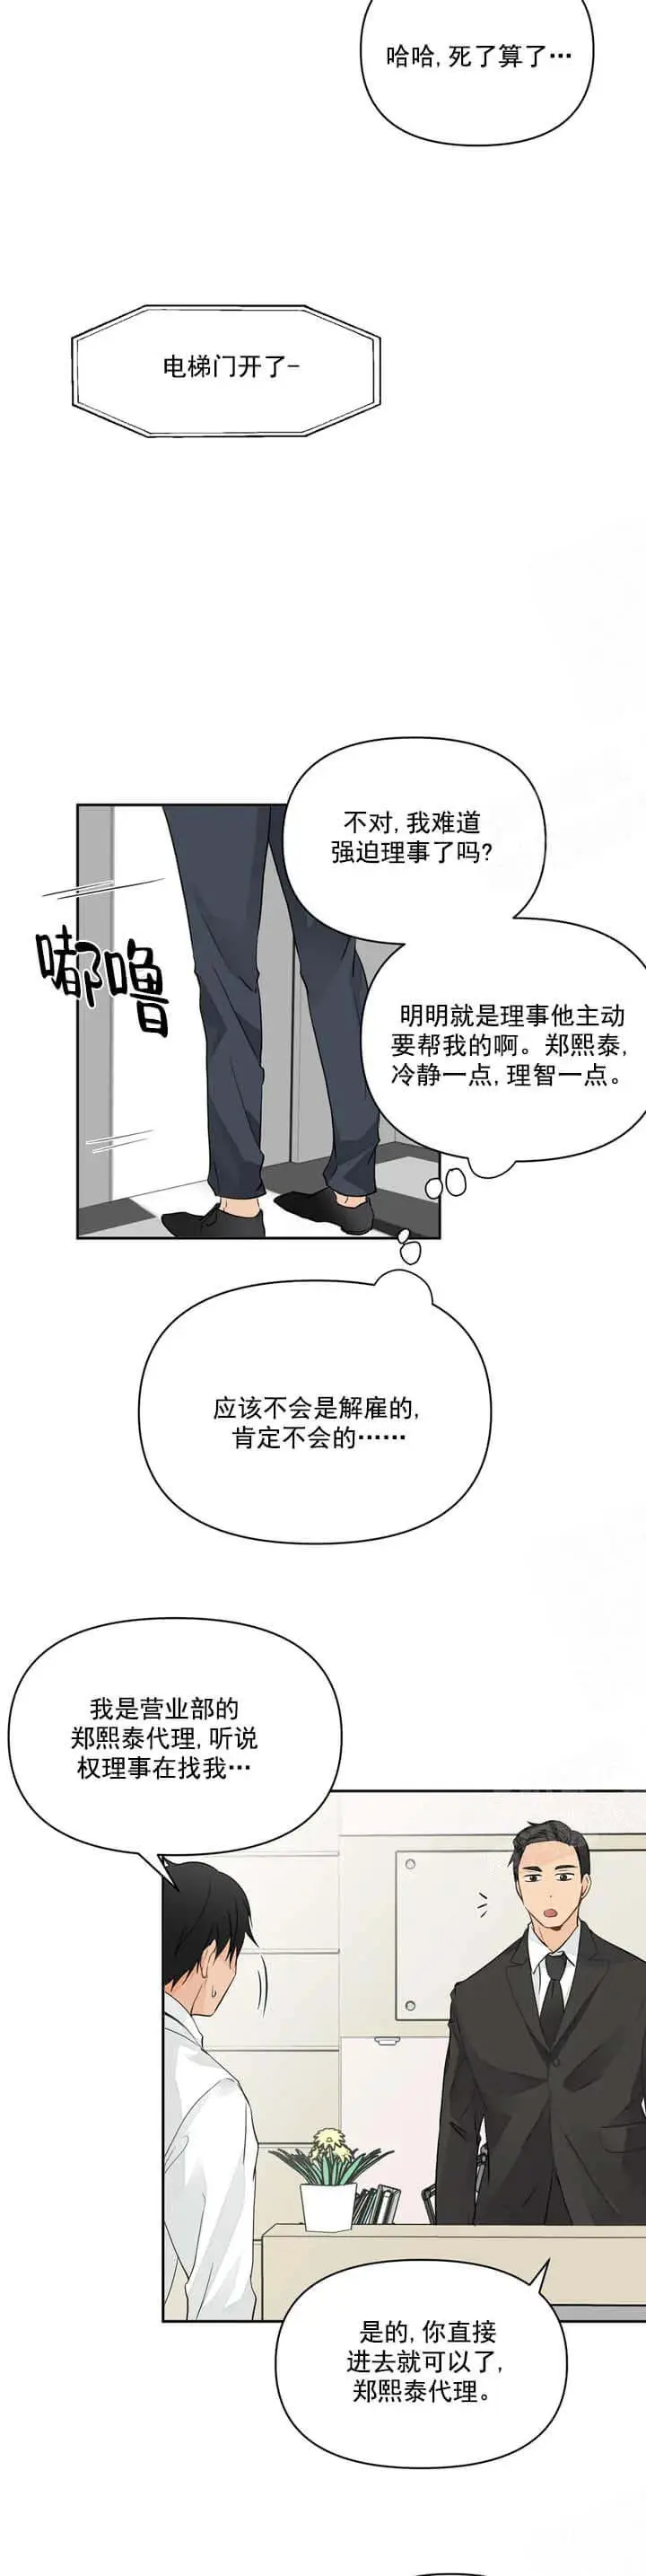 哈哈,死了算了…
电梯门开了-
不对,我难道
强迫理事了吗?
嘟噜
明明就是理事他主动
要帮我的啊。郑熙泰,
冷静一点,理智一点。
应该不会是解雇的,
肯定不会的……
我是营业部的
郑熙泰代理,听说
权理事在找我…
是的,你直接
进去就可以了,
郑熙泰代理。